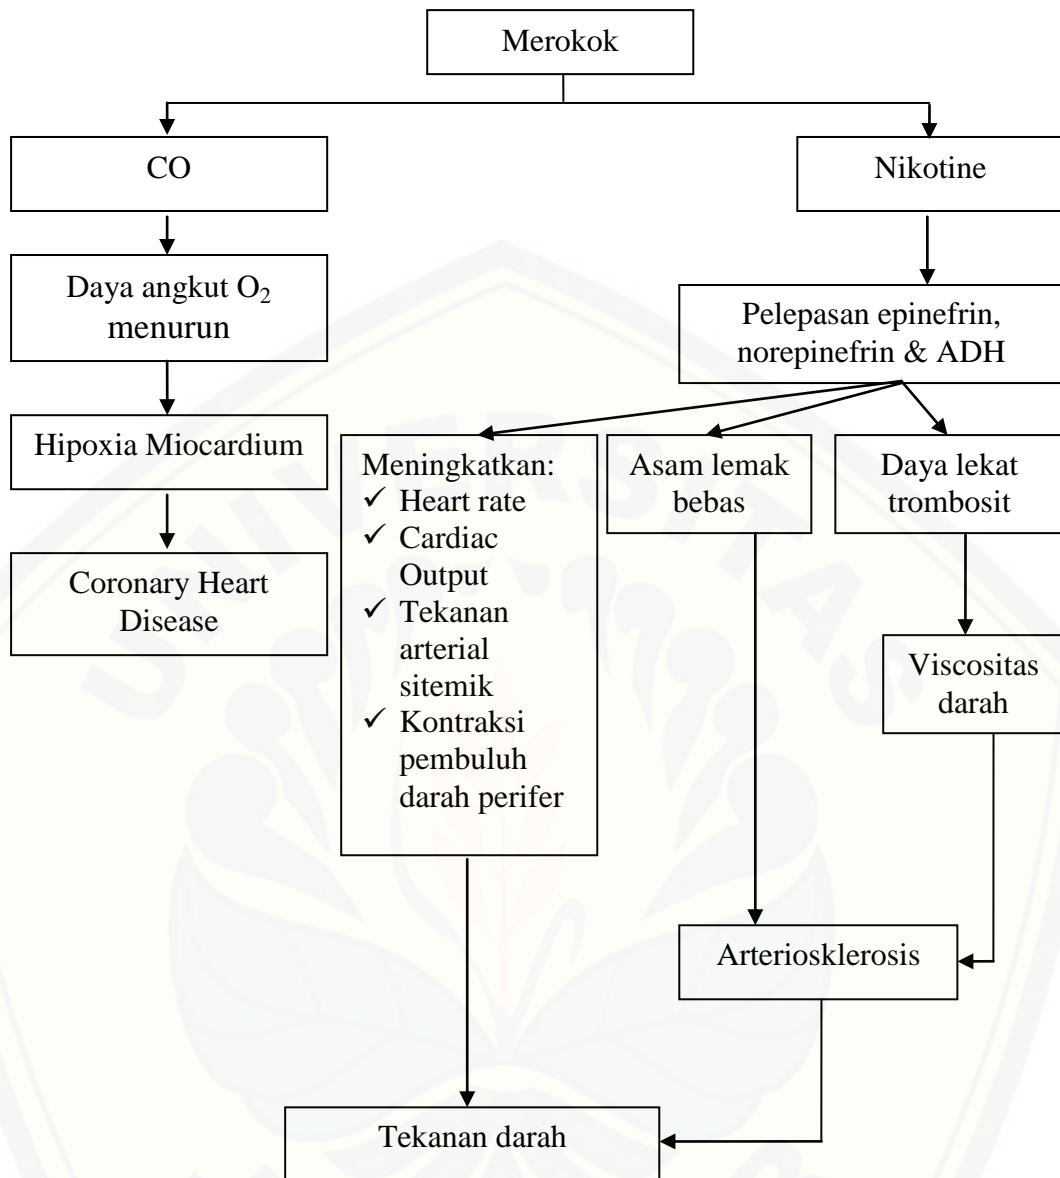 Merokok
CO
Nikotine
Daya angkut O₂
menurun
Pelepasan epinefrin,
norepinefrin & ADH
Hipoxia Miocardium
Meningkatkan:
✓ Heart rate
✓ Cardiac
Output
✓ Tekanan
arterial
sitemik
✓ Kontraksi
pembuluh
darah perifer
Asam lemak
bebas
Daya lekat
trombosit
Coronary Heart
Disease
Viscositas
darah
Arteriosklerosis
Tekanan darah
UNIVERSITAS